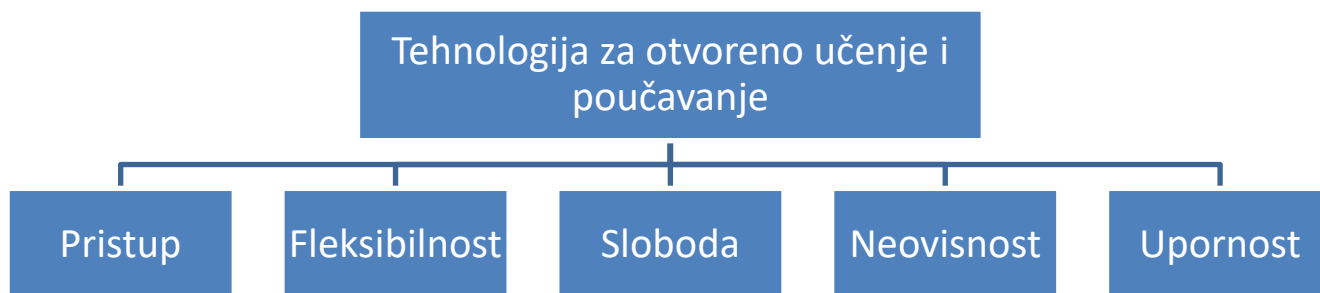 Tehnologija za otvoreno učenje i
poučavanje
Pristup
Fleksibilnost
Sloboda
Neovisnost
Upornost